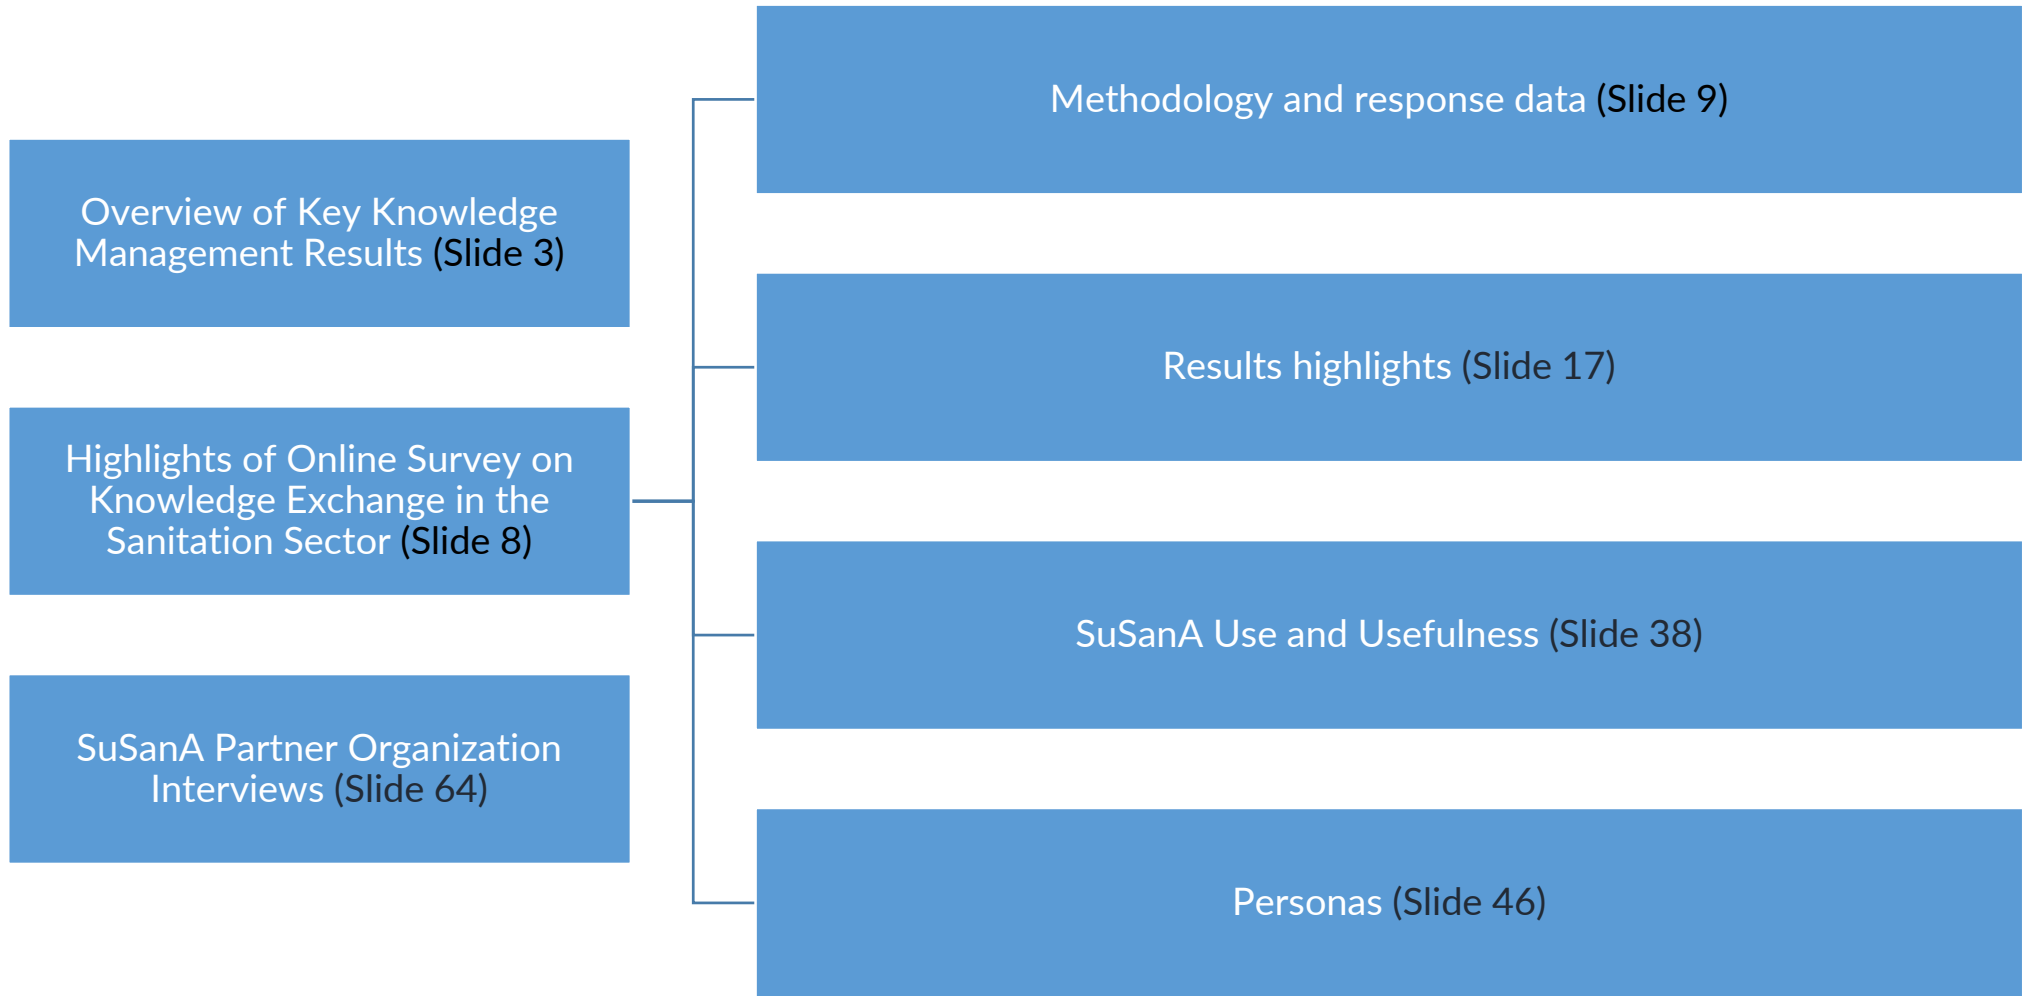 Overview of Key Knowledge
Management Results (Slide 3)
Highlights of Online Survey on
Knowledge Exchange in the
Sanitation Sector (Slide 8)
SuSanA Partner Organization
Interviews (Slide 64)
Methodology and response data (Slide 9)
Results highlights (Slide 17)
SuSanA Use and Usefulness (Slide 38)
Personas (Slide 46)